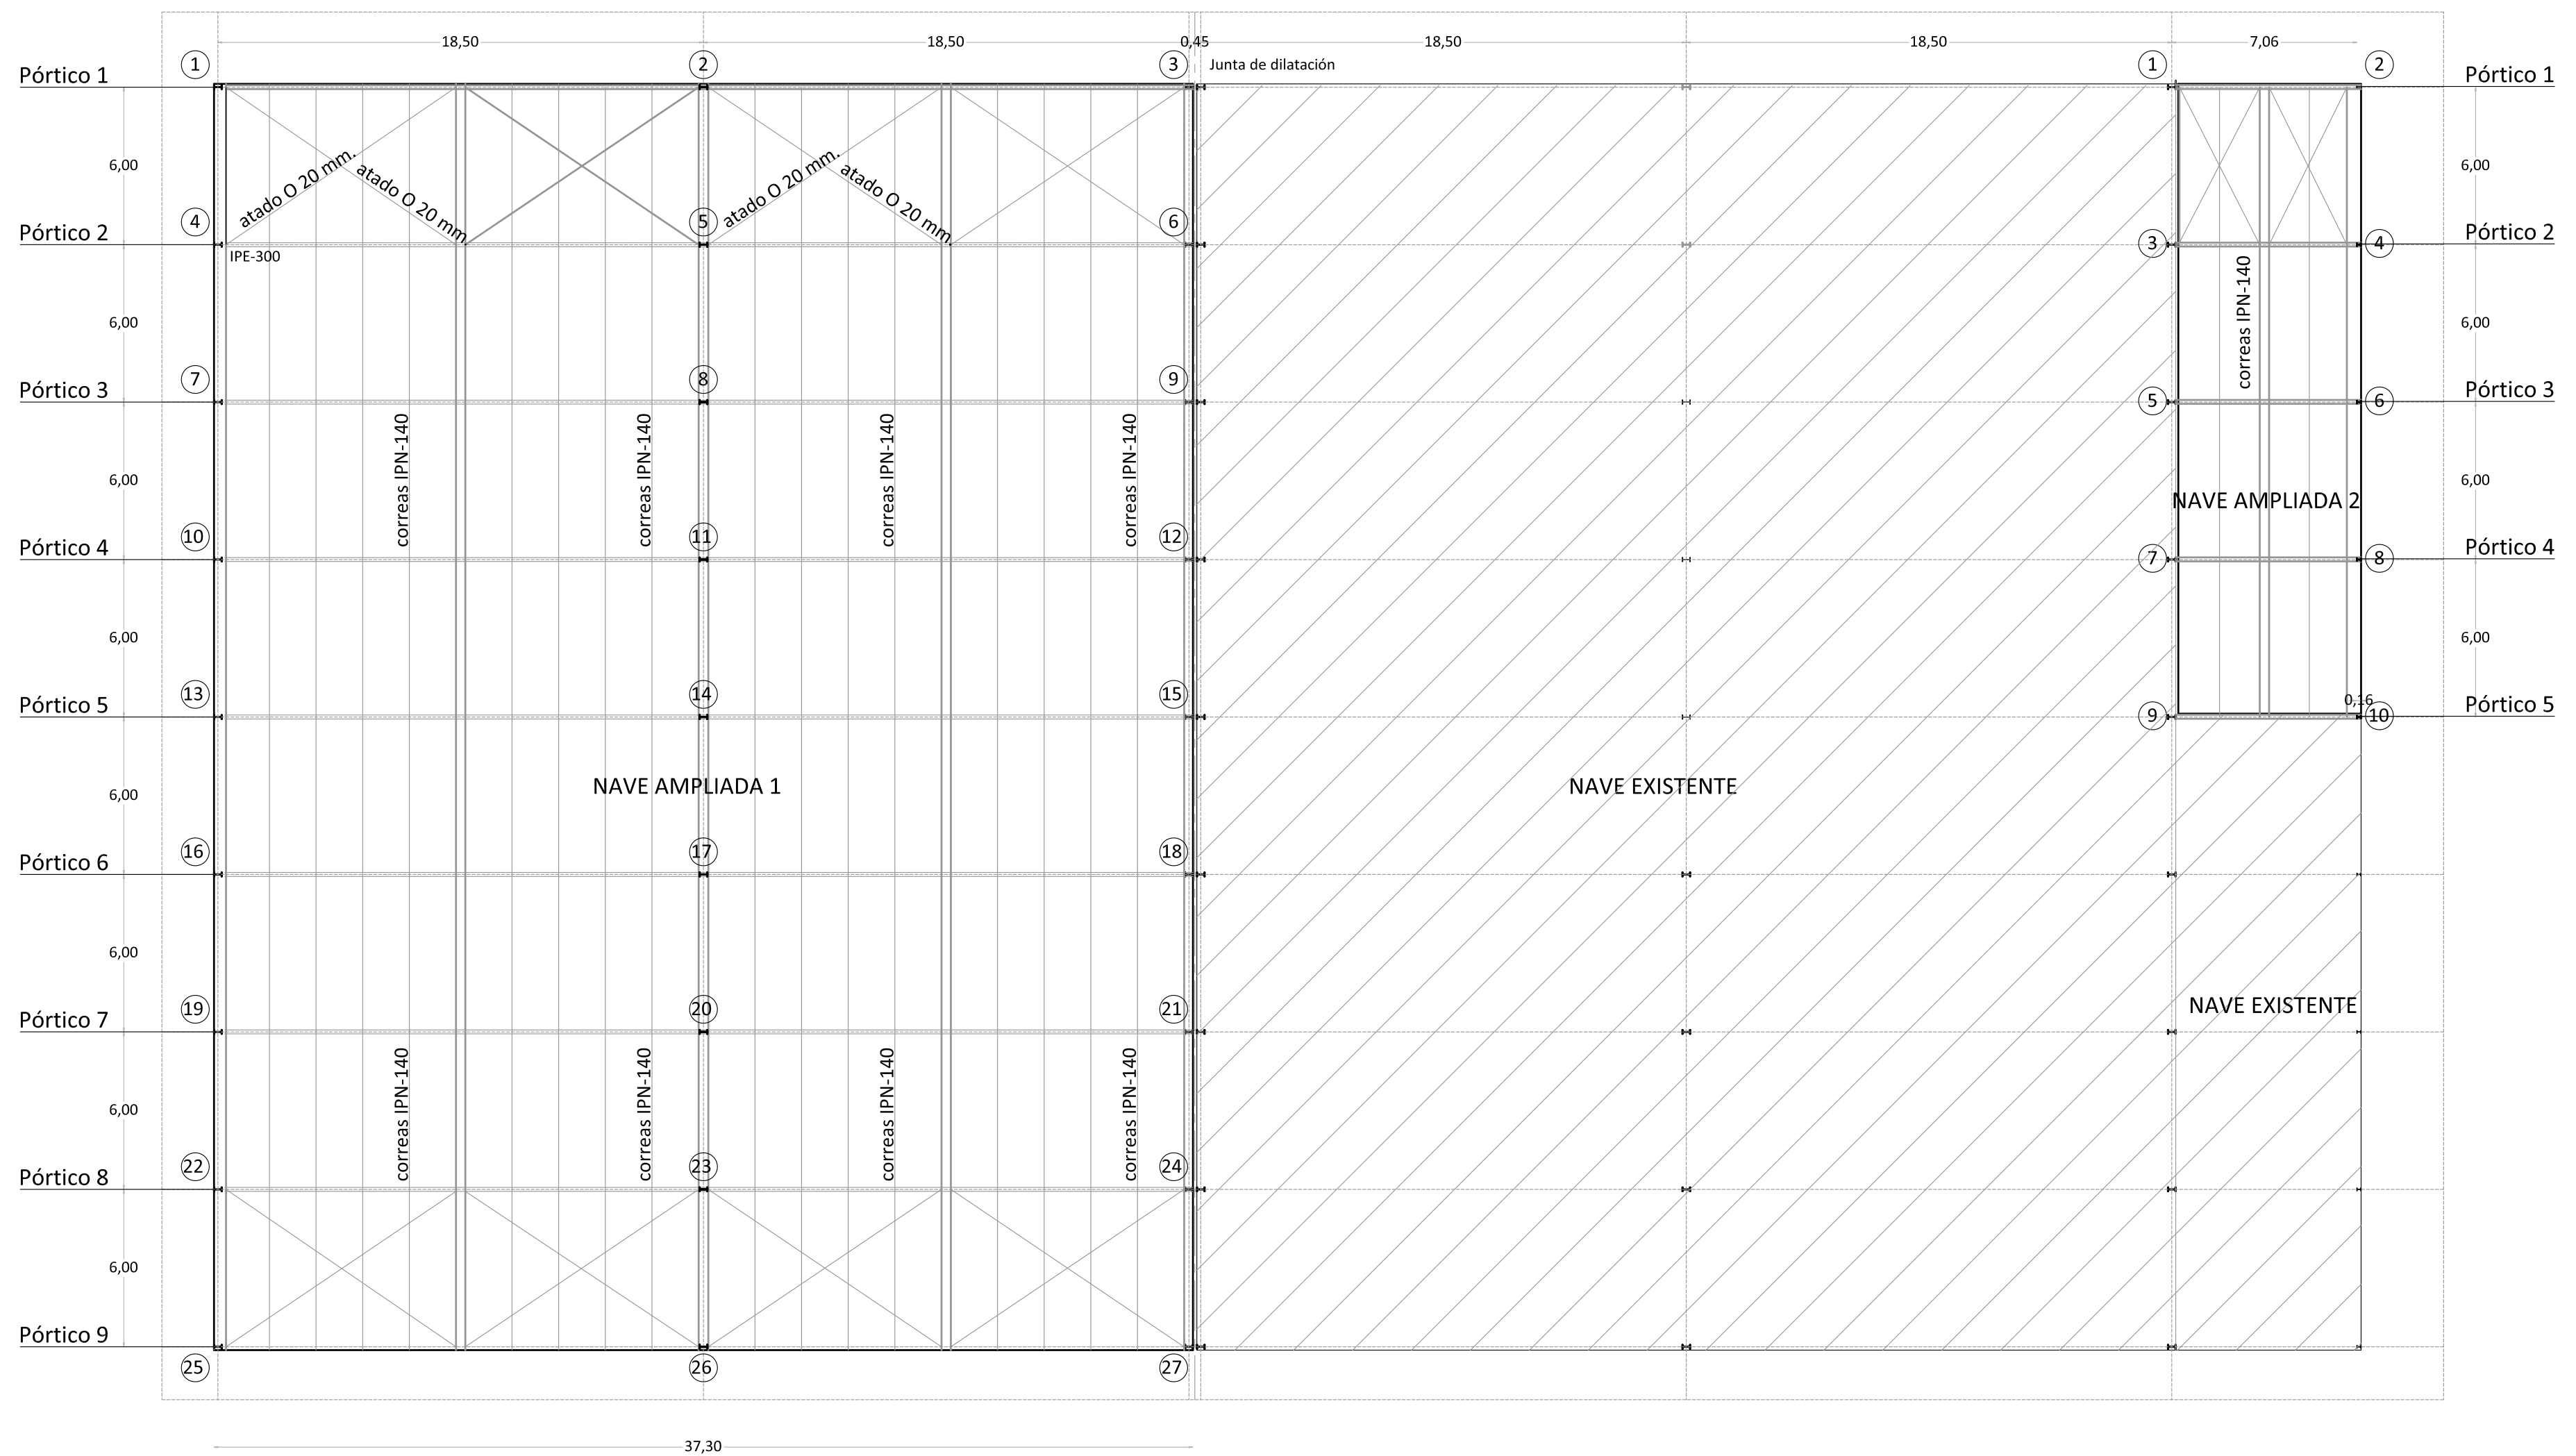 18,50 18,50 0,45 18,50 18,50 7,06
1 2 3 Junta de dilatación 1 2
Pórtico 1 Pórtico 1
6,00 atado O 20 mm. atado O 20 mm. atado O 20 mm. atado O 20 mm. 6,00
4 5 6
Pórtico 2 3 4 Pórtico 2
IPE-300
6,00 correas IPN-140 6,00
7 8 9
Pórtico 3 5 6 Pórtico 3
6,00 correas IPN-140 correas IPN-140 correas IPN-140 correas IPN-140 6,00
NAVE AMPLIADA 2
10 11 12
Pórtico 4 7 8 Pórtico 4
6,00 6,00
13 14 15 0,16
Pórtico 5 9 10 Pórtico 5
NAVE AMPLIADA 1 NAVE EXISTENTE
6,00
16 17 18
Pórtico 6
6,00
19 20 21 NAVE EXISTENTE
Pórtico 7
6,00 correas IPN-140 correas IPN-140 correas IPN-140 correas IPN-140
22 23 24
Pórtico 8
6,00
Pórtico 9
25 26 27
37,30